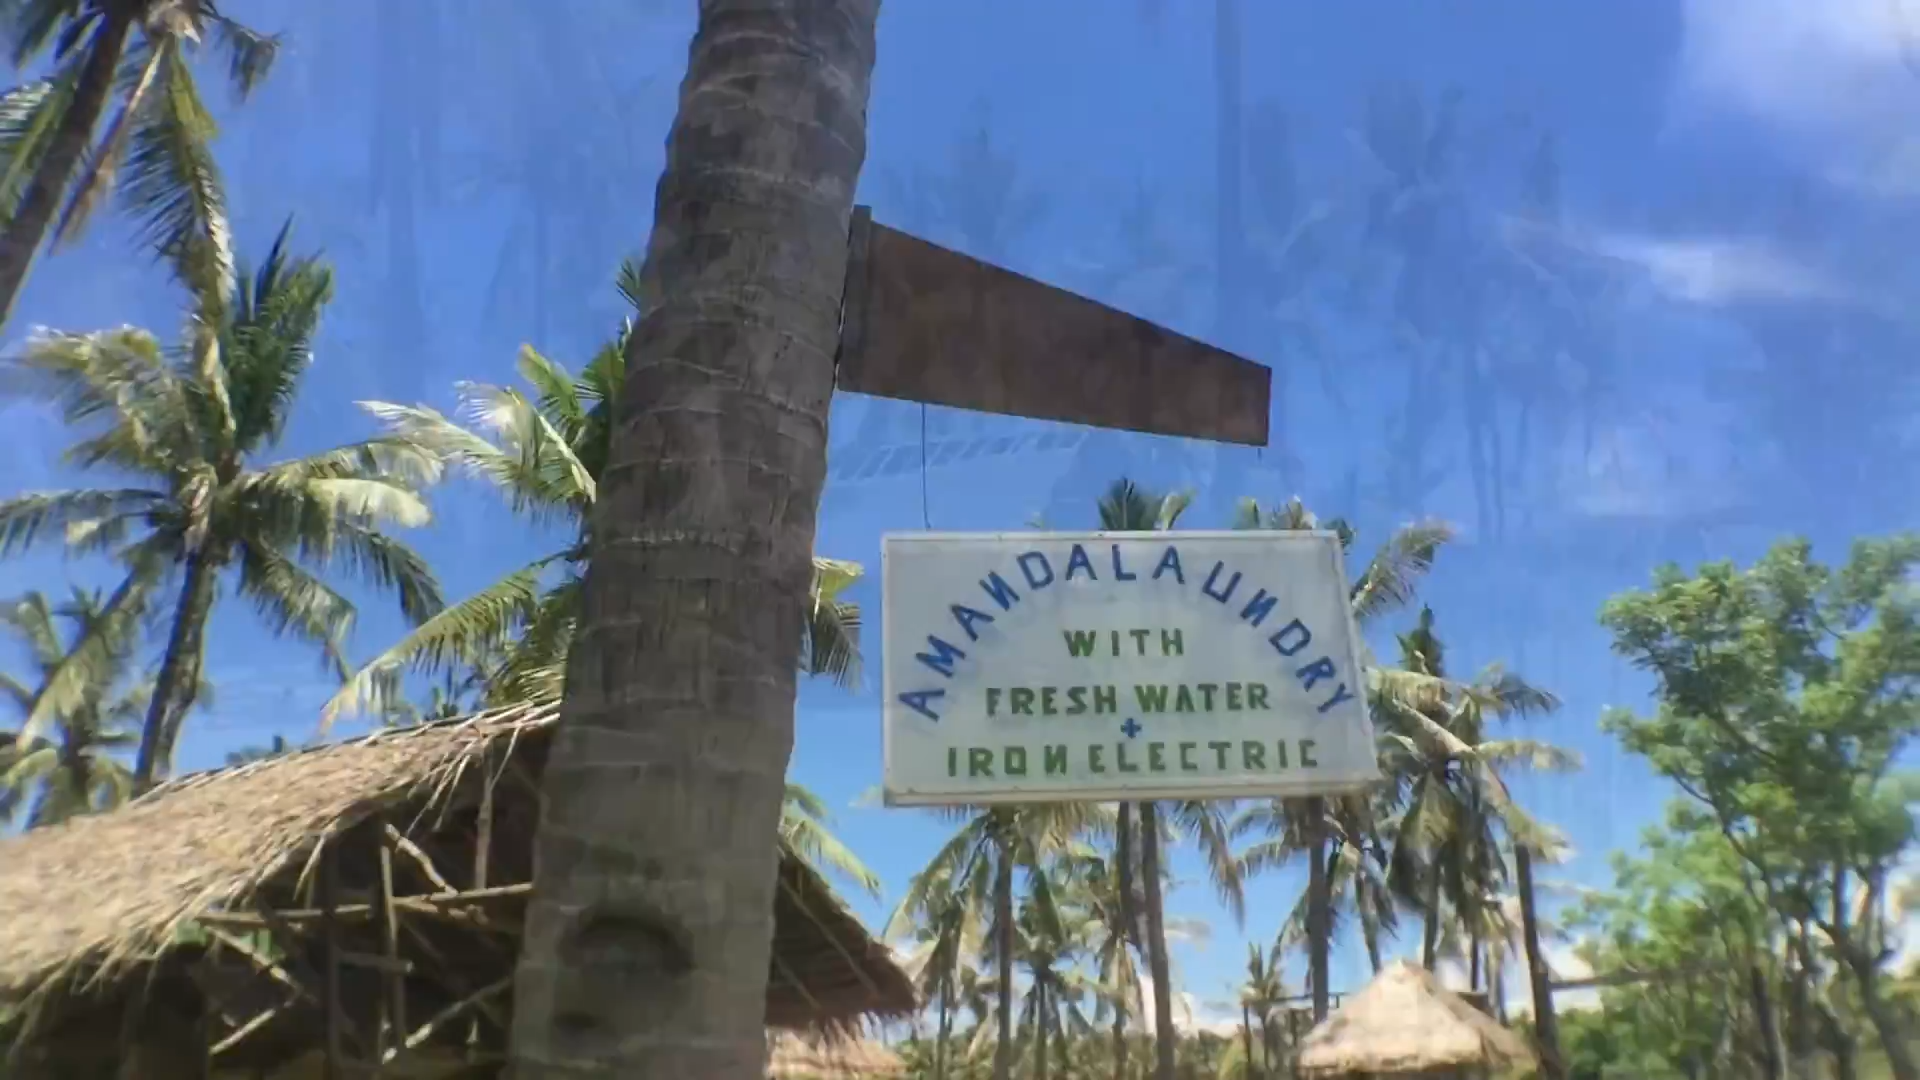 AMANDALAUNDRY
WITH
FRESH WATER
+
IRON ELECTRIC